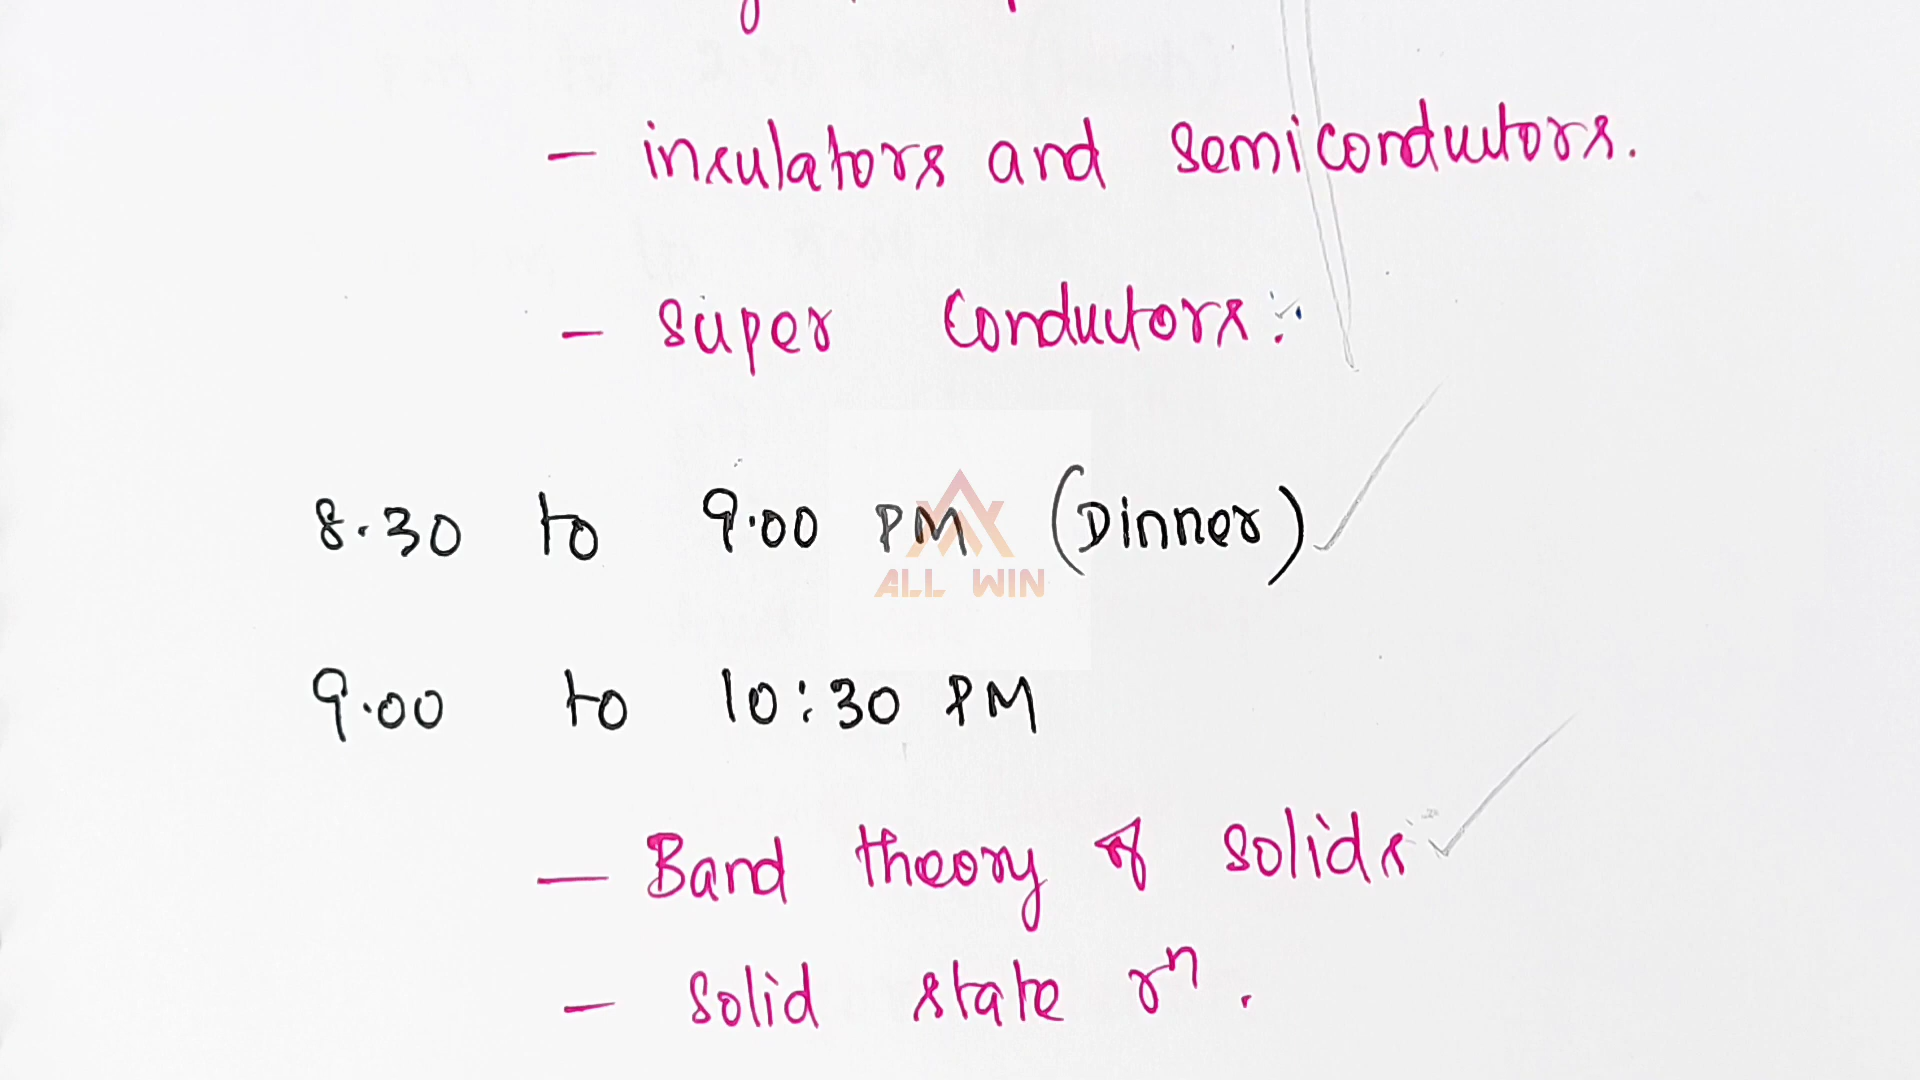 - insulators and semiconductors.
- super conductors :-
8.30 to 9.00 PM (Dinner)
ALL WIN
9.00 to 10:30 PM
- Band theory of solids
- solid state rⁿ.